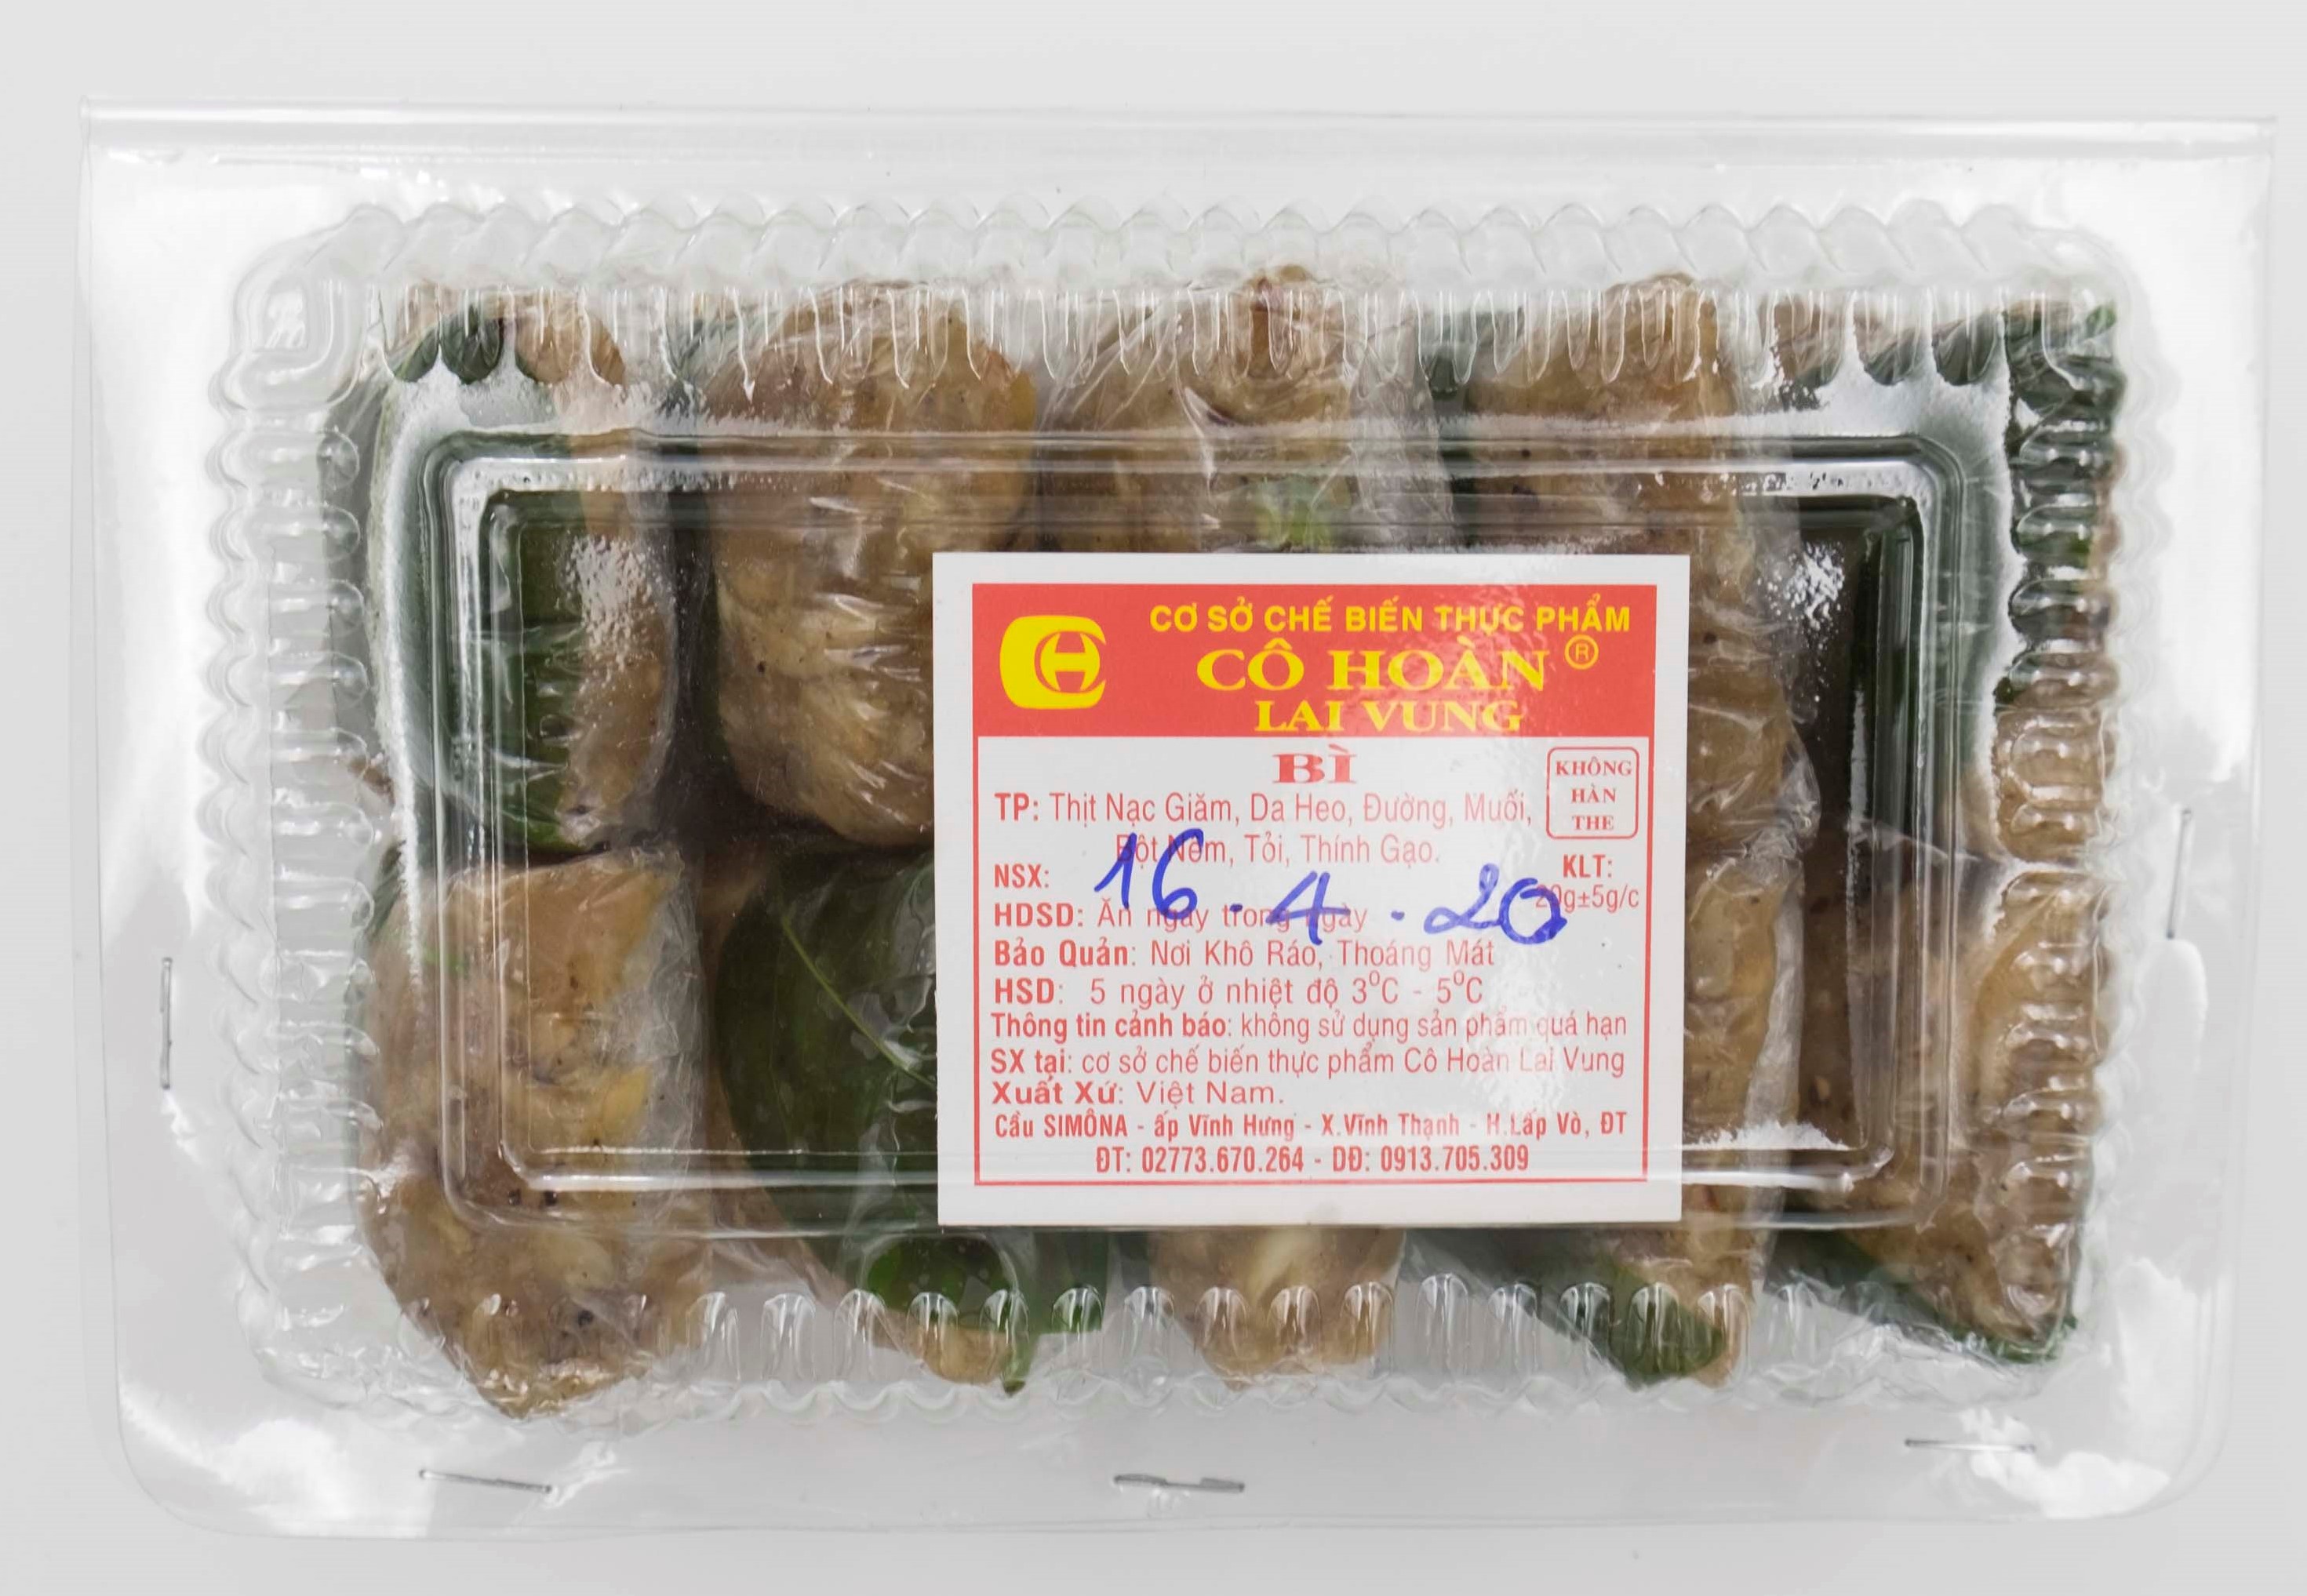 CƠ SỞ CHẾ BIẾN THỰC PHẨM
CÔ HOÀN ®
LAI VUNG
BÌ
KHÔNG
HÀN
THE
TP: Thịt Nạc Giăm, Da Heo, Đường, Muối,
Bột Nêm, Tỏi, Thính Gạo.
KLT:
20g±5g/c
NSX: 16.4.20
HDSD: Ăn ngay trong ngày
Bảo Quản: Nơi Khô Ráo, Thoáng Mát
HSD: 5 ngày ở nhiệt độ 3⁰C - 5⁰C
Thông tin cảnh báo: không sử dụng sản phẩm quá hạn
SX tại: cơ sở chế biến thực phẩm Cô Hoàn Lai Vung
Xuất Xứ: Việt Nam.
Cầu SIMÔNA - ấp Vĩnh Hưng - X.Vĩnh Thạnh - H.Lấp Vò, ĐT
ĐT: 02773.670.264 - DĐ: 0913.705.309